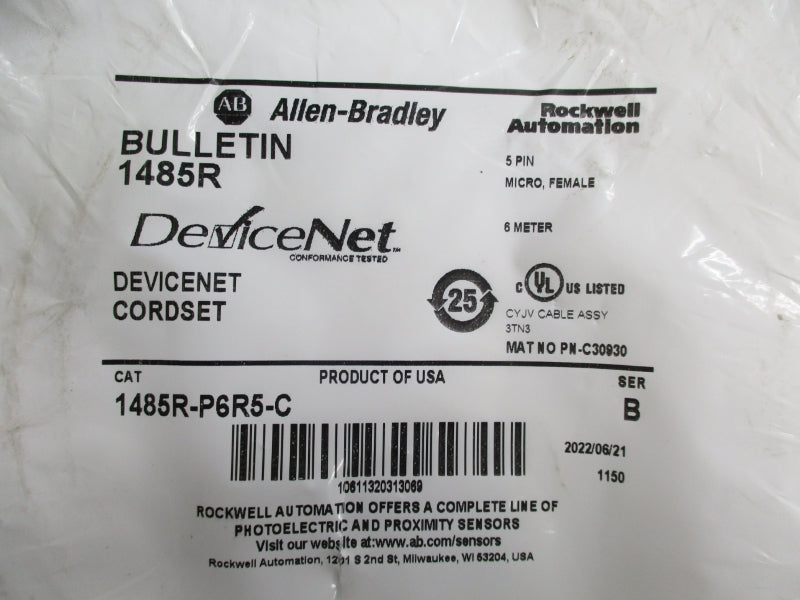 AB Allen-Bradley
Rockwell
Automation
BULLETIN
1485R
5 PIN
MICRO, FEMALE
6 METER
DeviceNet™
CONFORMANCE TESTED
DEVICENET
CORDSET
25
C UL US LISTED
CYJV CABLE ASSY
3TN3
MAT NO PN-C30930
CAT
PRODUCT OF USA
SER
1485R-P6R5-C
B
2022/06/21
1150
10611320313069
ROCKWELL AUTOMATION OFFERS A COMPLETE LINE OF
PHOTOELECTRIC AND PROXIMITY SENSORS
Visit our website at:www.ab.com/sensors
Rockwell Automation, 1201 S 2nd St, Milwaukee, WI 53204, USA